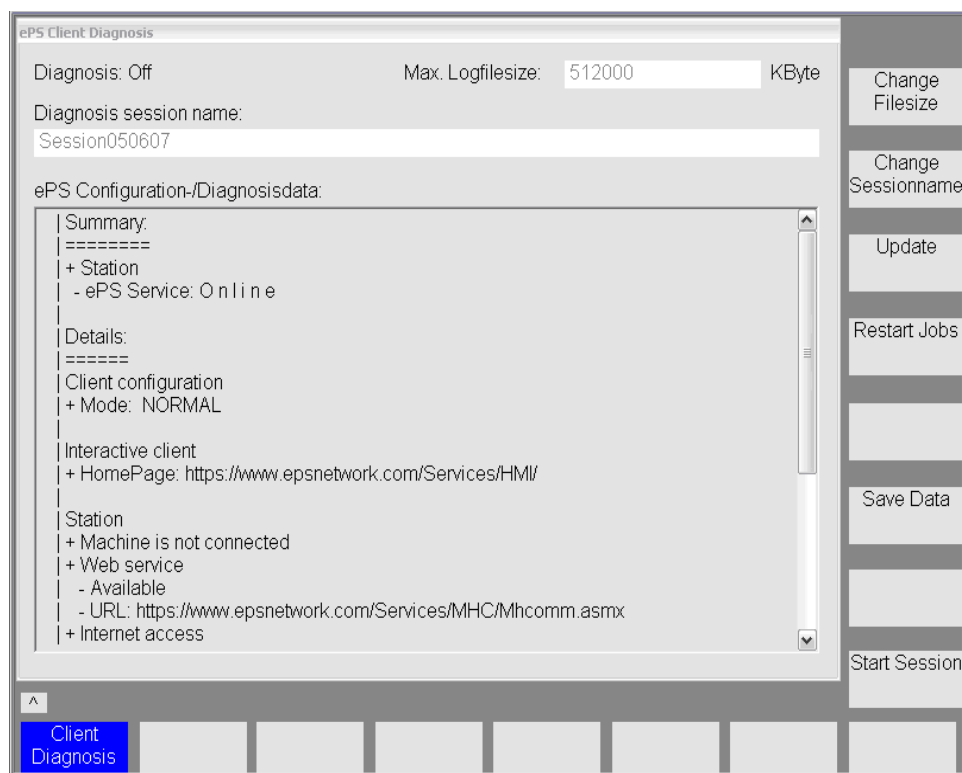 ePS Client Diagnosis
Diagnosis: Off Max. Logfilesize: 512000 KByte
Diagnosis session name:
Session050607
ePS Configuration-/Diagnosisdata:
|Summary:
|========
|+ Station
| - ePS Service: O n l i n e
|
|Details:
|======
|Client configuration
|+ Mode: NORMAL
|
|Interactive client
|+ HomePage: https://www.epsnetwork.com/Services/HMI/
|
|Station
|+ Machine is not connected
|+ Web service
| - Available
| - URL: https://www.epsnetwork.com/Services/MHC/Mhcomm.asmx
|+ Internet access
Change
Filesize
Change
Sessionname
Update
Restart Jobs
Save Data
Start Session
^
Client
Diagnosis